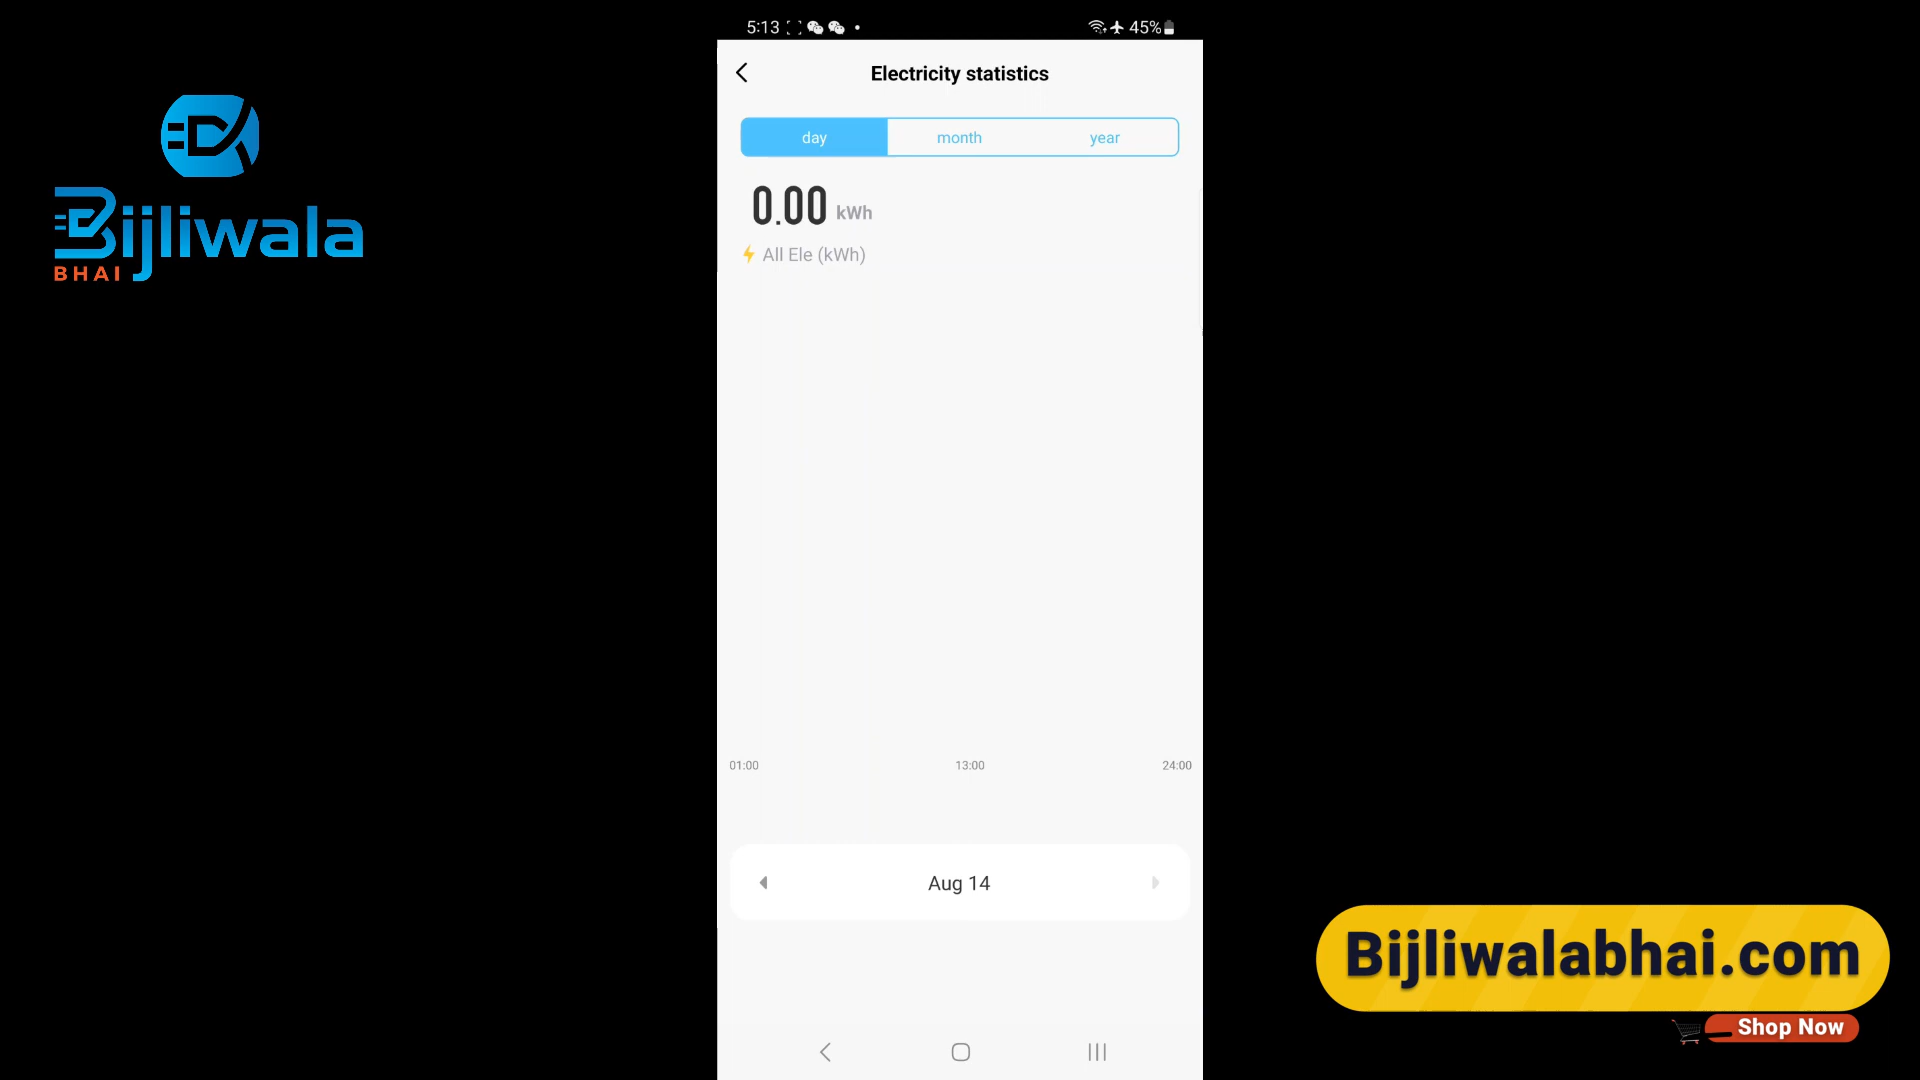 5:13
45%
Electricity statistics
day month year
0.00 kWh
All Ele (kWh)
01:00 13:00 24:00
Aug 14
Bijliwala
BHAI
Bijliwalabhai.com
Shop Now